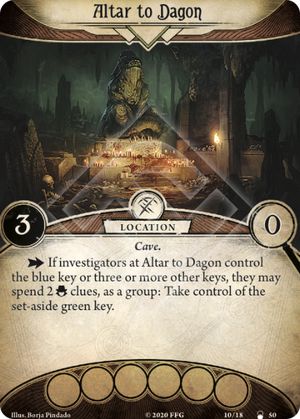 Altar to Dagon
3
LOCATION
0
Cave.
If investigators at Altar to Dagon control
the blue key or three or more other keys, they may
spend 2 clues, as a group: Take control of the
set-aside green key.
Illus. Borja Pindado
© 2020 FFG
10/18
50